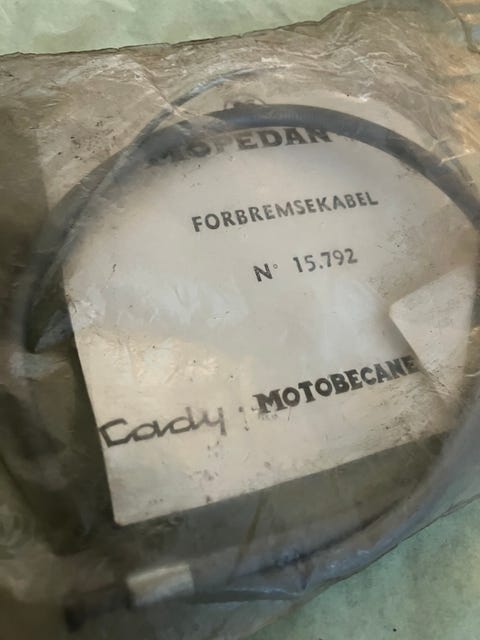 MOPEDAN
FORBREMSEKABEL
N° 15.792
Cady: MOTOBECANE